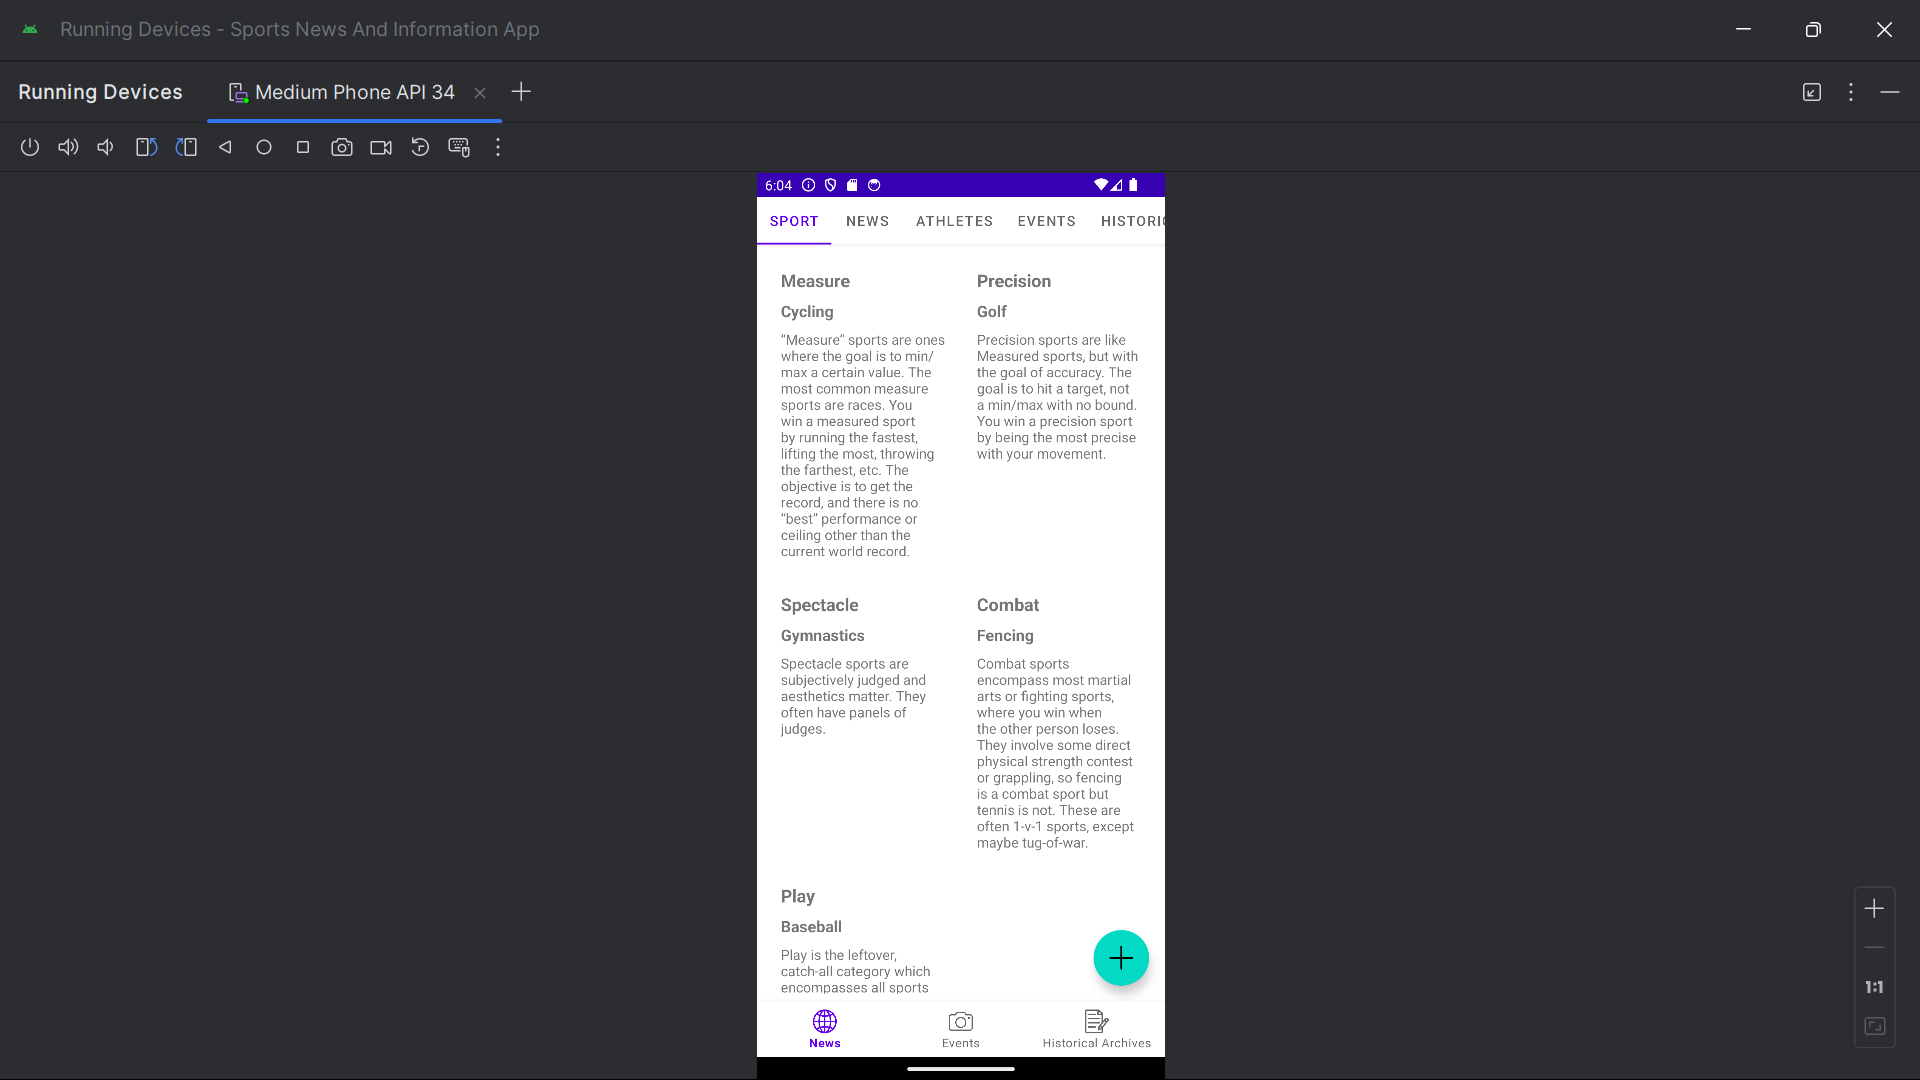 Running Devices - Sports News And Information App
Running Devices
Medium Phone API 34
6:04
SPORT NEWS ATHLETES EVENTS HISTORIC
Measure
Cycling
“Measure” sports are ones
where the goal is to min/
max a certain value. The
most common measure
sports are races. You
win a measured sport
by running the fastest,
lifting the most, throwing
the farthest, etc. The
objective is to get the
record, and there is no
“best” performance or
ceiling other than the
current world record.
Precision
Golf
Precision sports are like
Measured sports, but with
the goal of accuracy. The
goal is to hit a target, not
a min/max with no bound.
You win a precision sport
by being the most precise
with your movement.
Spectacle
Gymnastics
Spectacle sports are
subjectively judged and
aesthetics matter. They
often have panels of
judges.
Combat
Fencing
Combat sports
encompass most martial
arts or fighting sports,
where you win when
the other person loses.
They involve some direct
physical strength contest
or grappling, so fencing
is a combat sport but
tennis is not. These are
often 1-v-1 sports, except
maybe tug-of-war.
Play
Baseball
Play is the leftover,
catch-all category which
encompasses all sports
News
Events
Historical Archives
1:1